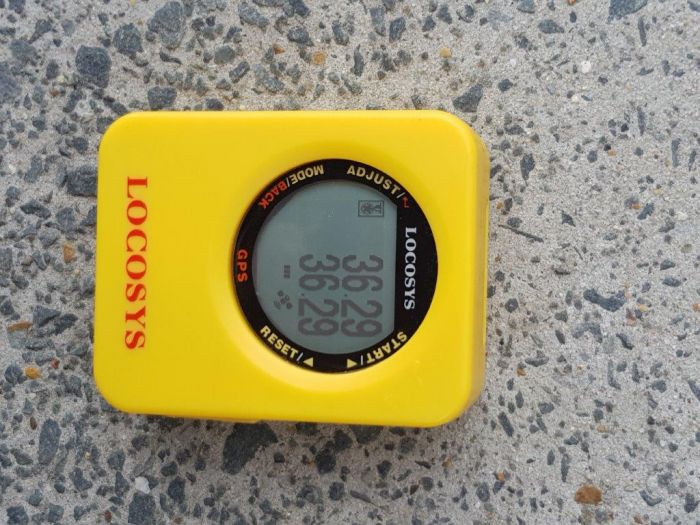 LOCOSYS
ADJUST/↵
START/▶
36.29
36.29
MODE/BACK
RESET/◀
GPS
LOCOSYS